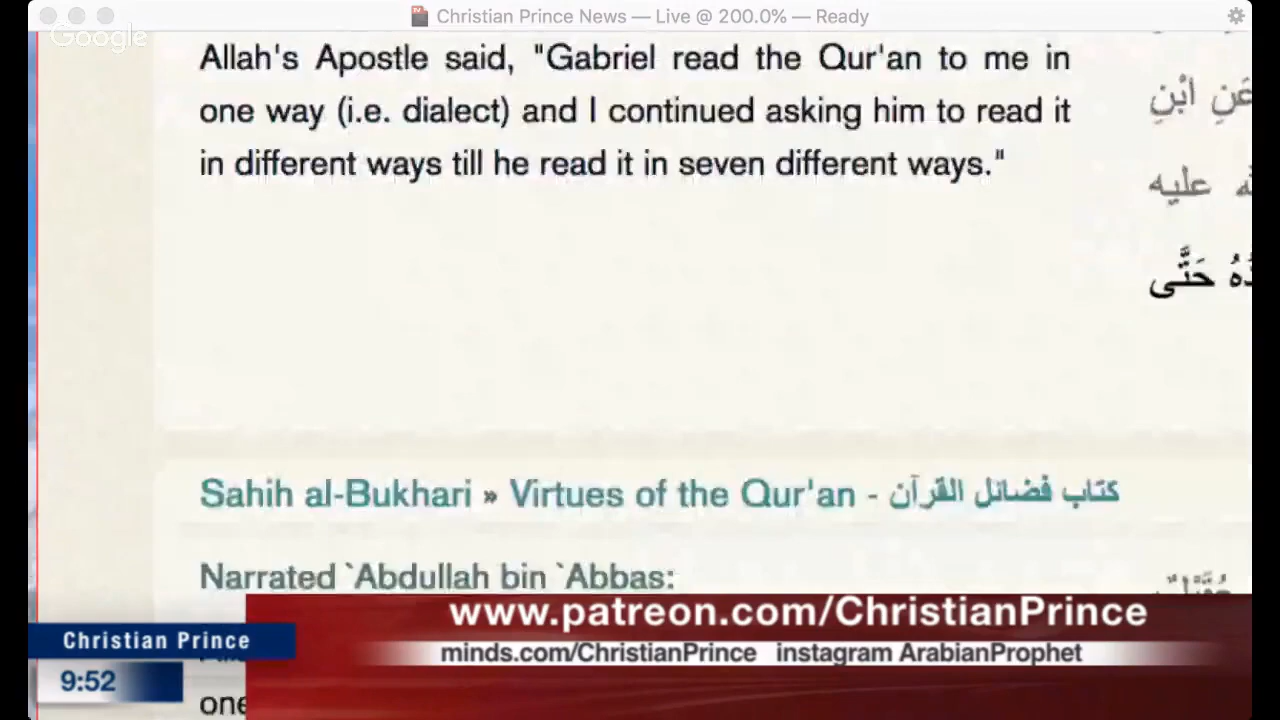 Christian Prince News — Live @ 200.0% — Ready
Google
Allah's Apostle said, "Gabriel read the Qur'an to me in
one way (i.e. dialect) and I continued asking him to read it
in different ways till he read it in seven different ways."
عَنِ ابْنِ
عليه
حَتَّى
Sahih al-Bukhari » Virtues of the Qur'an - كتاب فضائل القرآن
Narrated `Abdullah bin `Abbas:
www.patreon.com/ChristianPrince
Christian Prince
minds.com/ChristianPrince instagram ArabianProphet
9:52
one